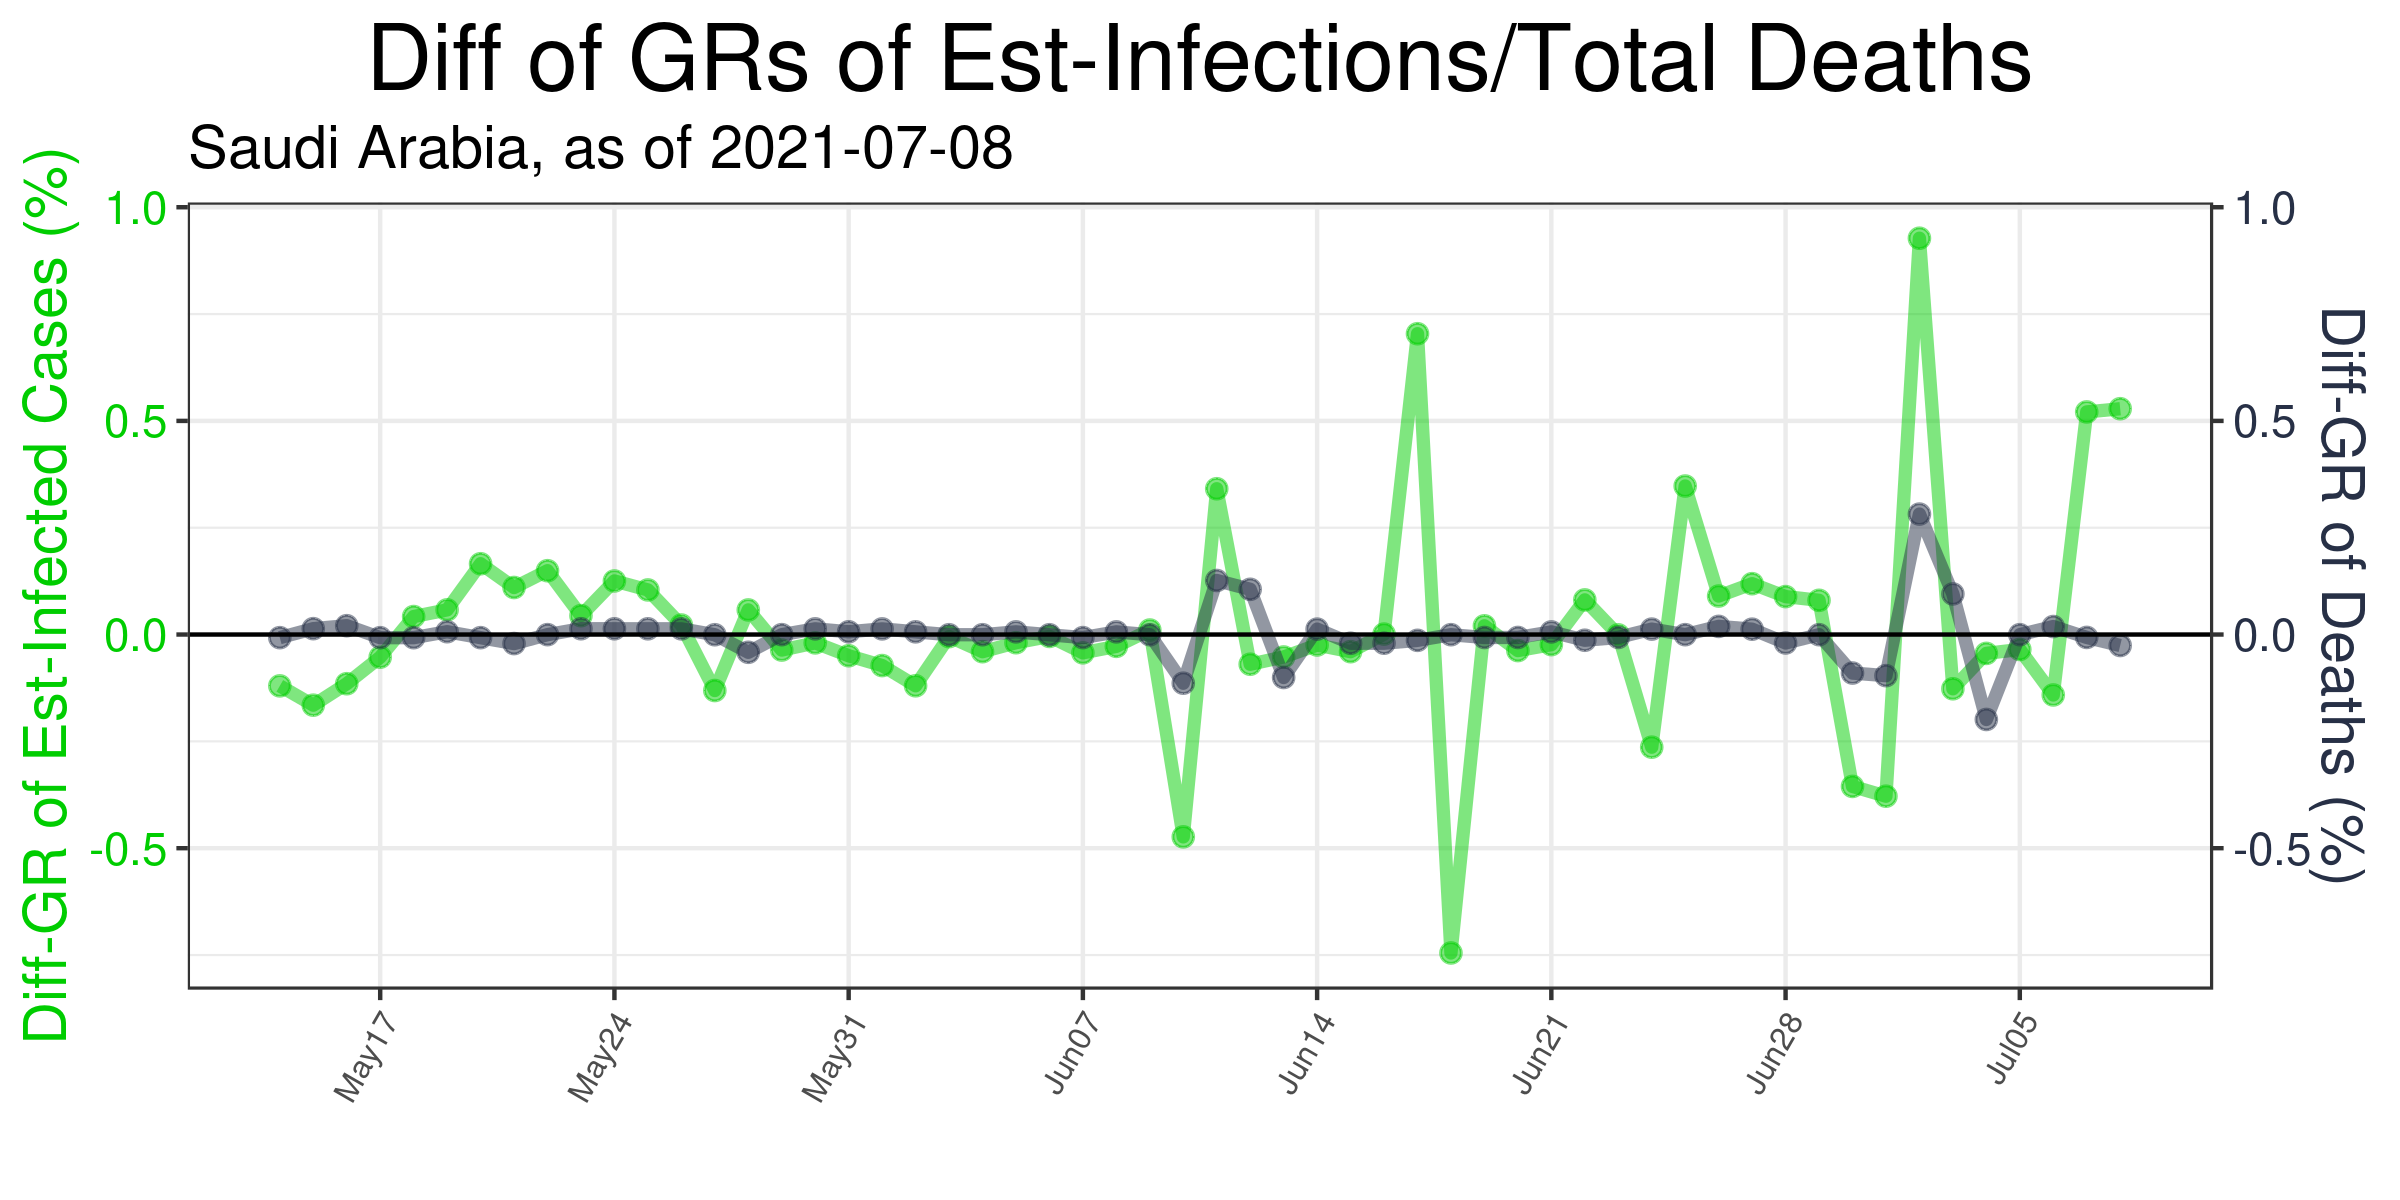 Diff of GRs of Est-Infections/Total Deaths
Saudi Arabia, as of 2021-07-08
Diff-GR of Est-Infected Cases (%)
1.0
0.5
0.0
-0.5
1.0
0.5
0.0
-0.5
Diff-GR of Deaths (%)
May17
May24
May31
Jun07
Jun14
Jun21
Jun28
Jul05